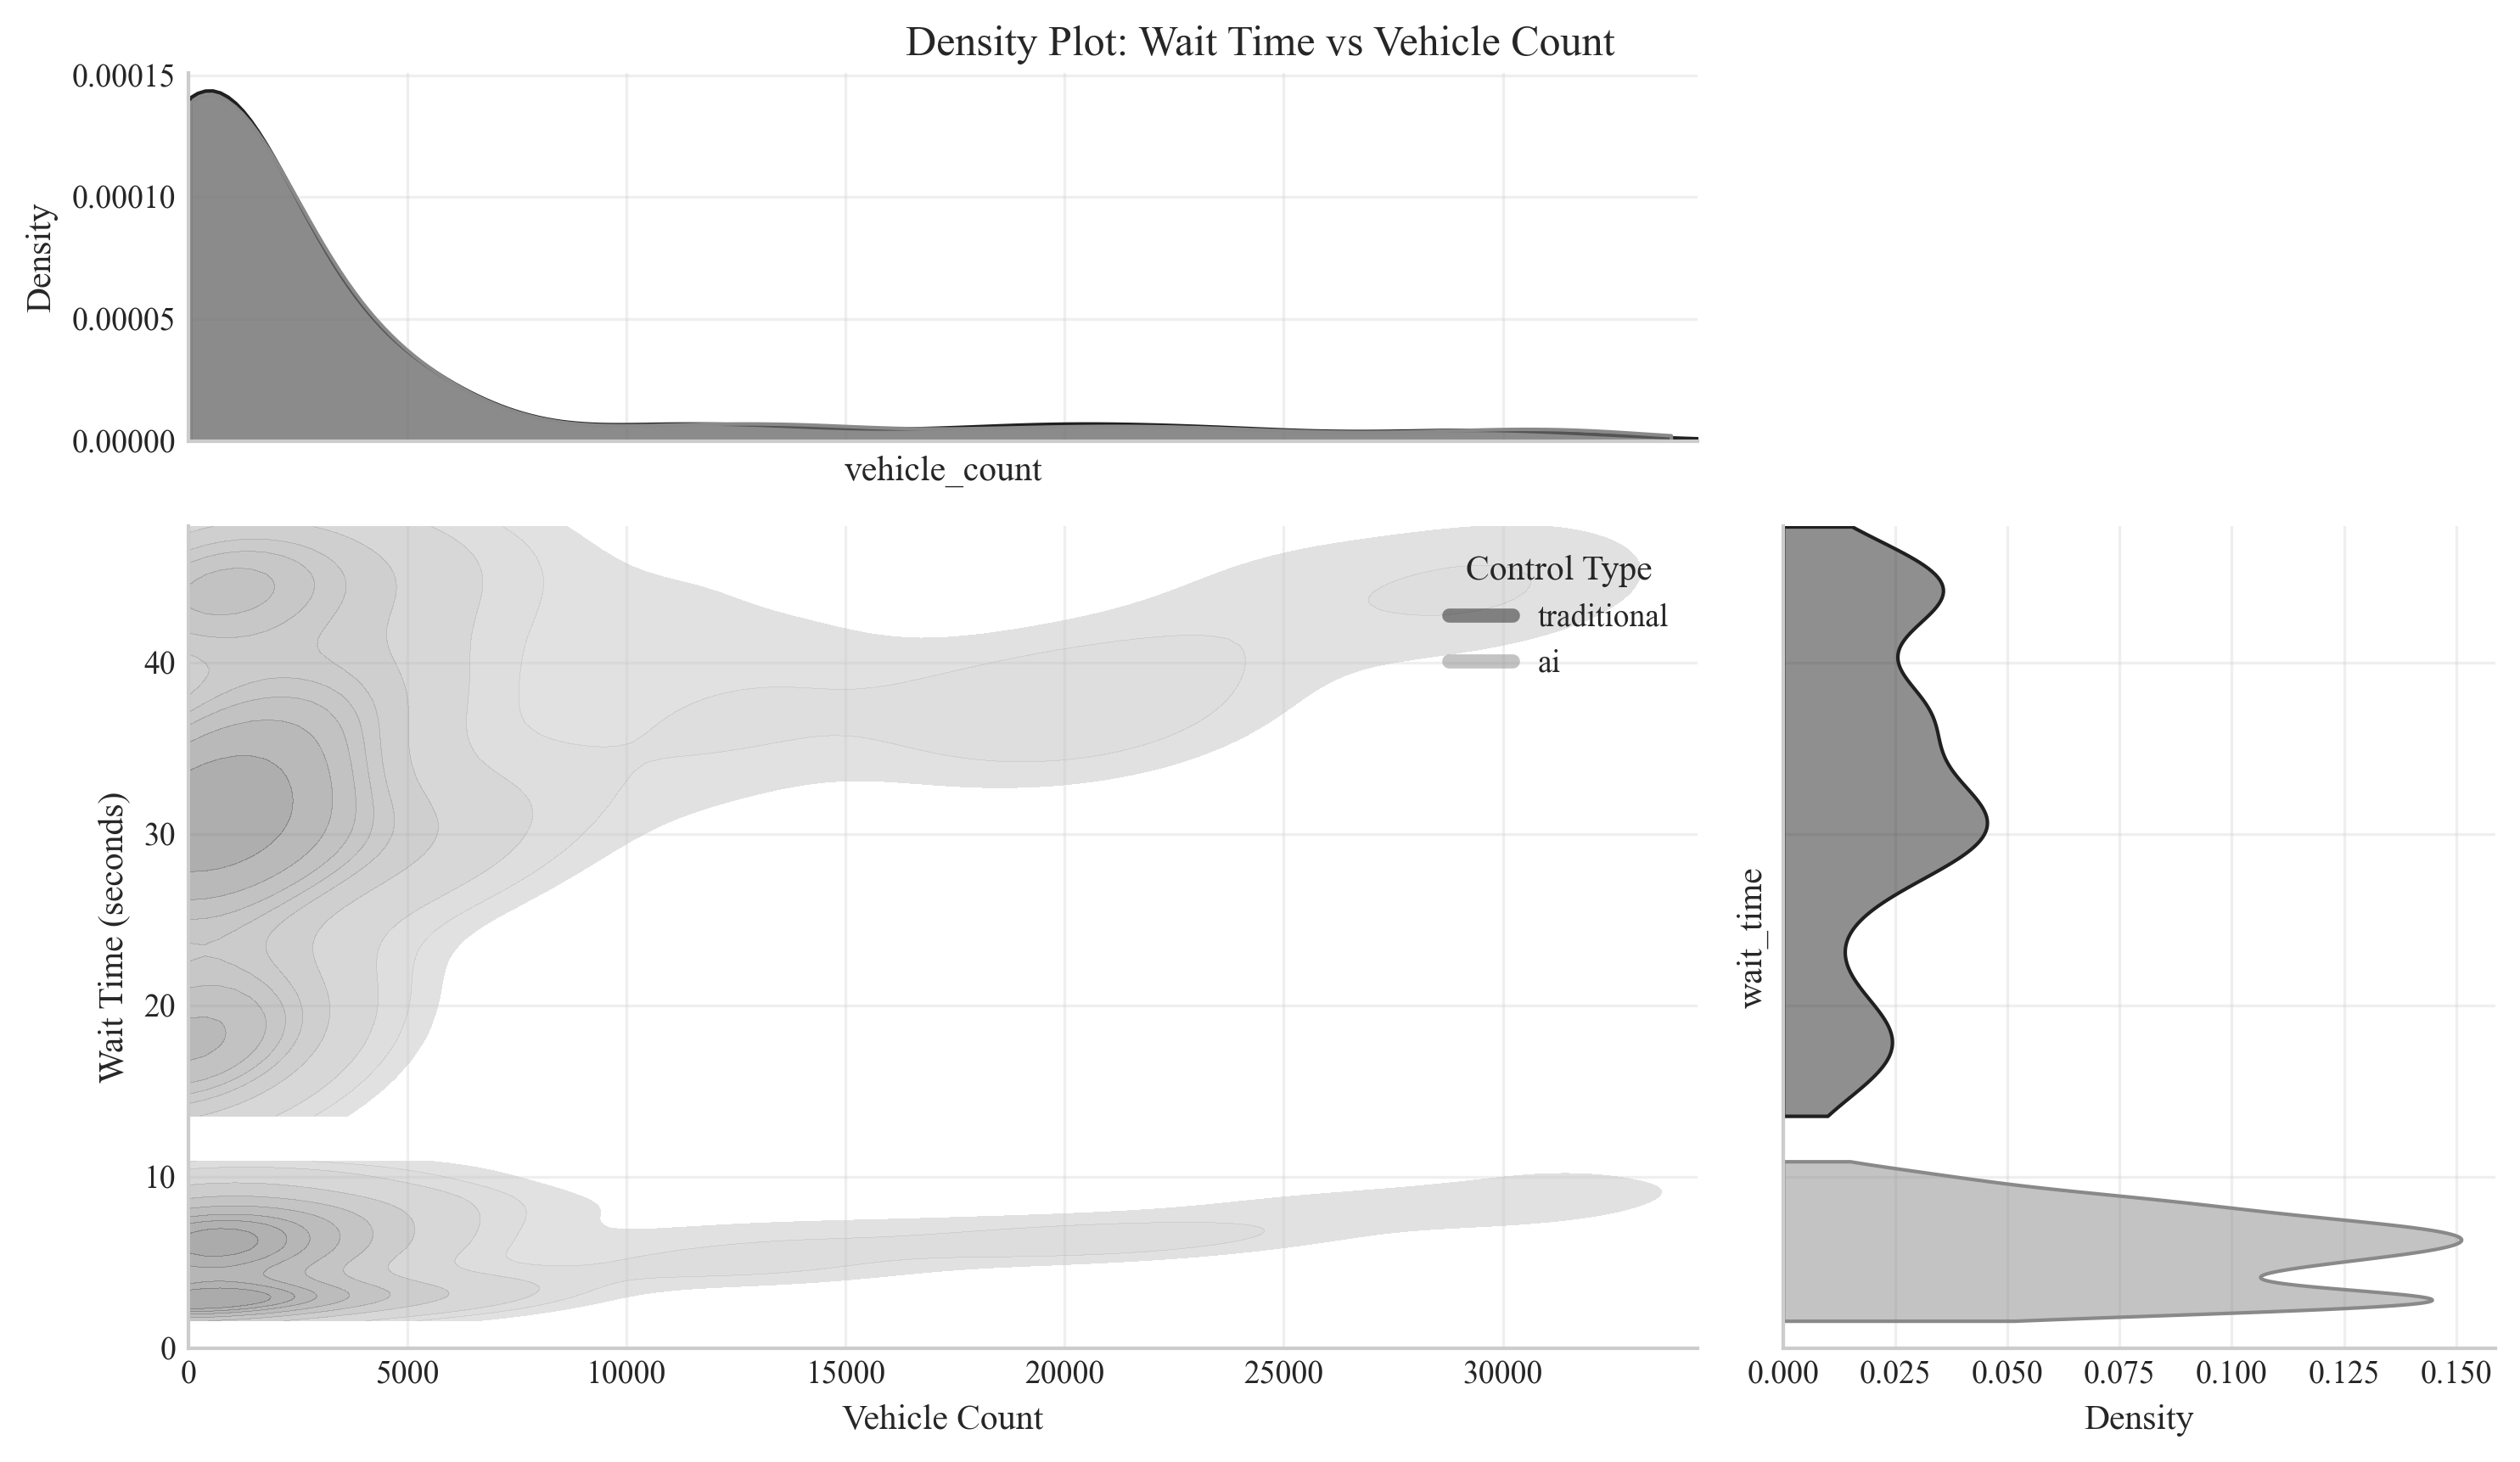 Density Plot: Wait Time vs Vehicle Count
0.00015
0.00010
0.00005
0.00000
Density
vehicle_count
Control Type
traditional
ai
40
30
20
10
0
Wait Time (seconds)
0 5000 10000 15000 20000 25000 30000
Vehicle Count
wait_time
0.000 0.025 0.050 0.075 0.100 0.125 0.150
Density